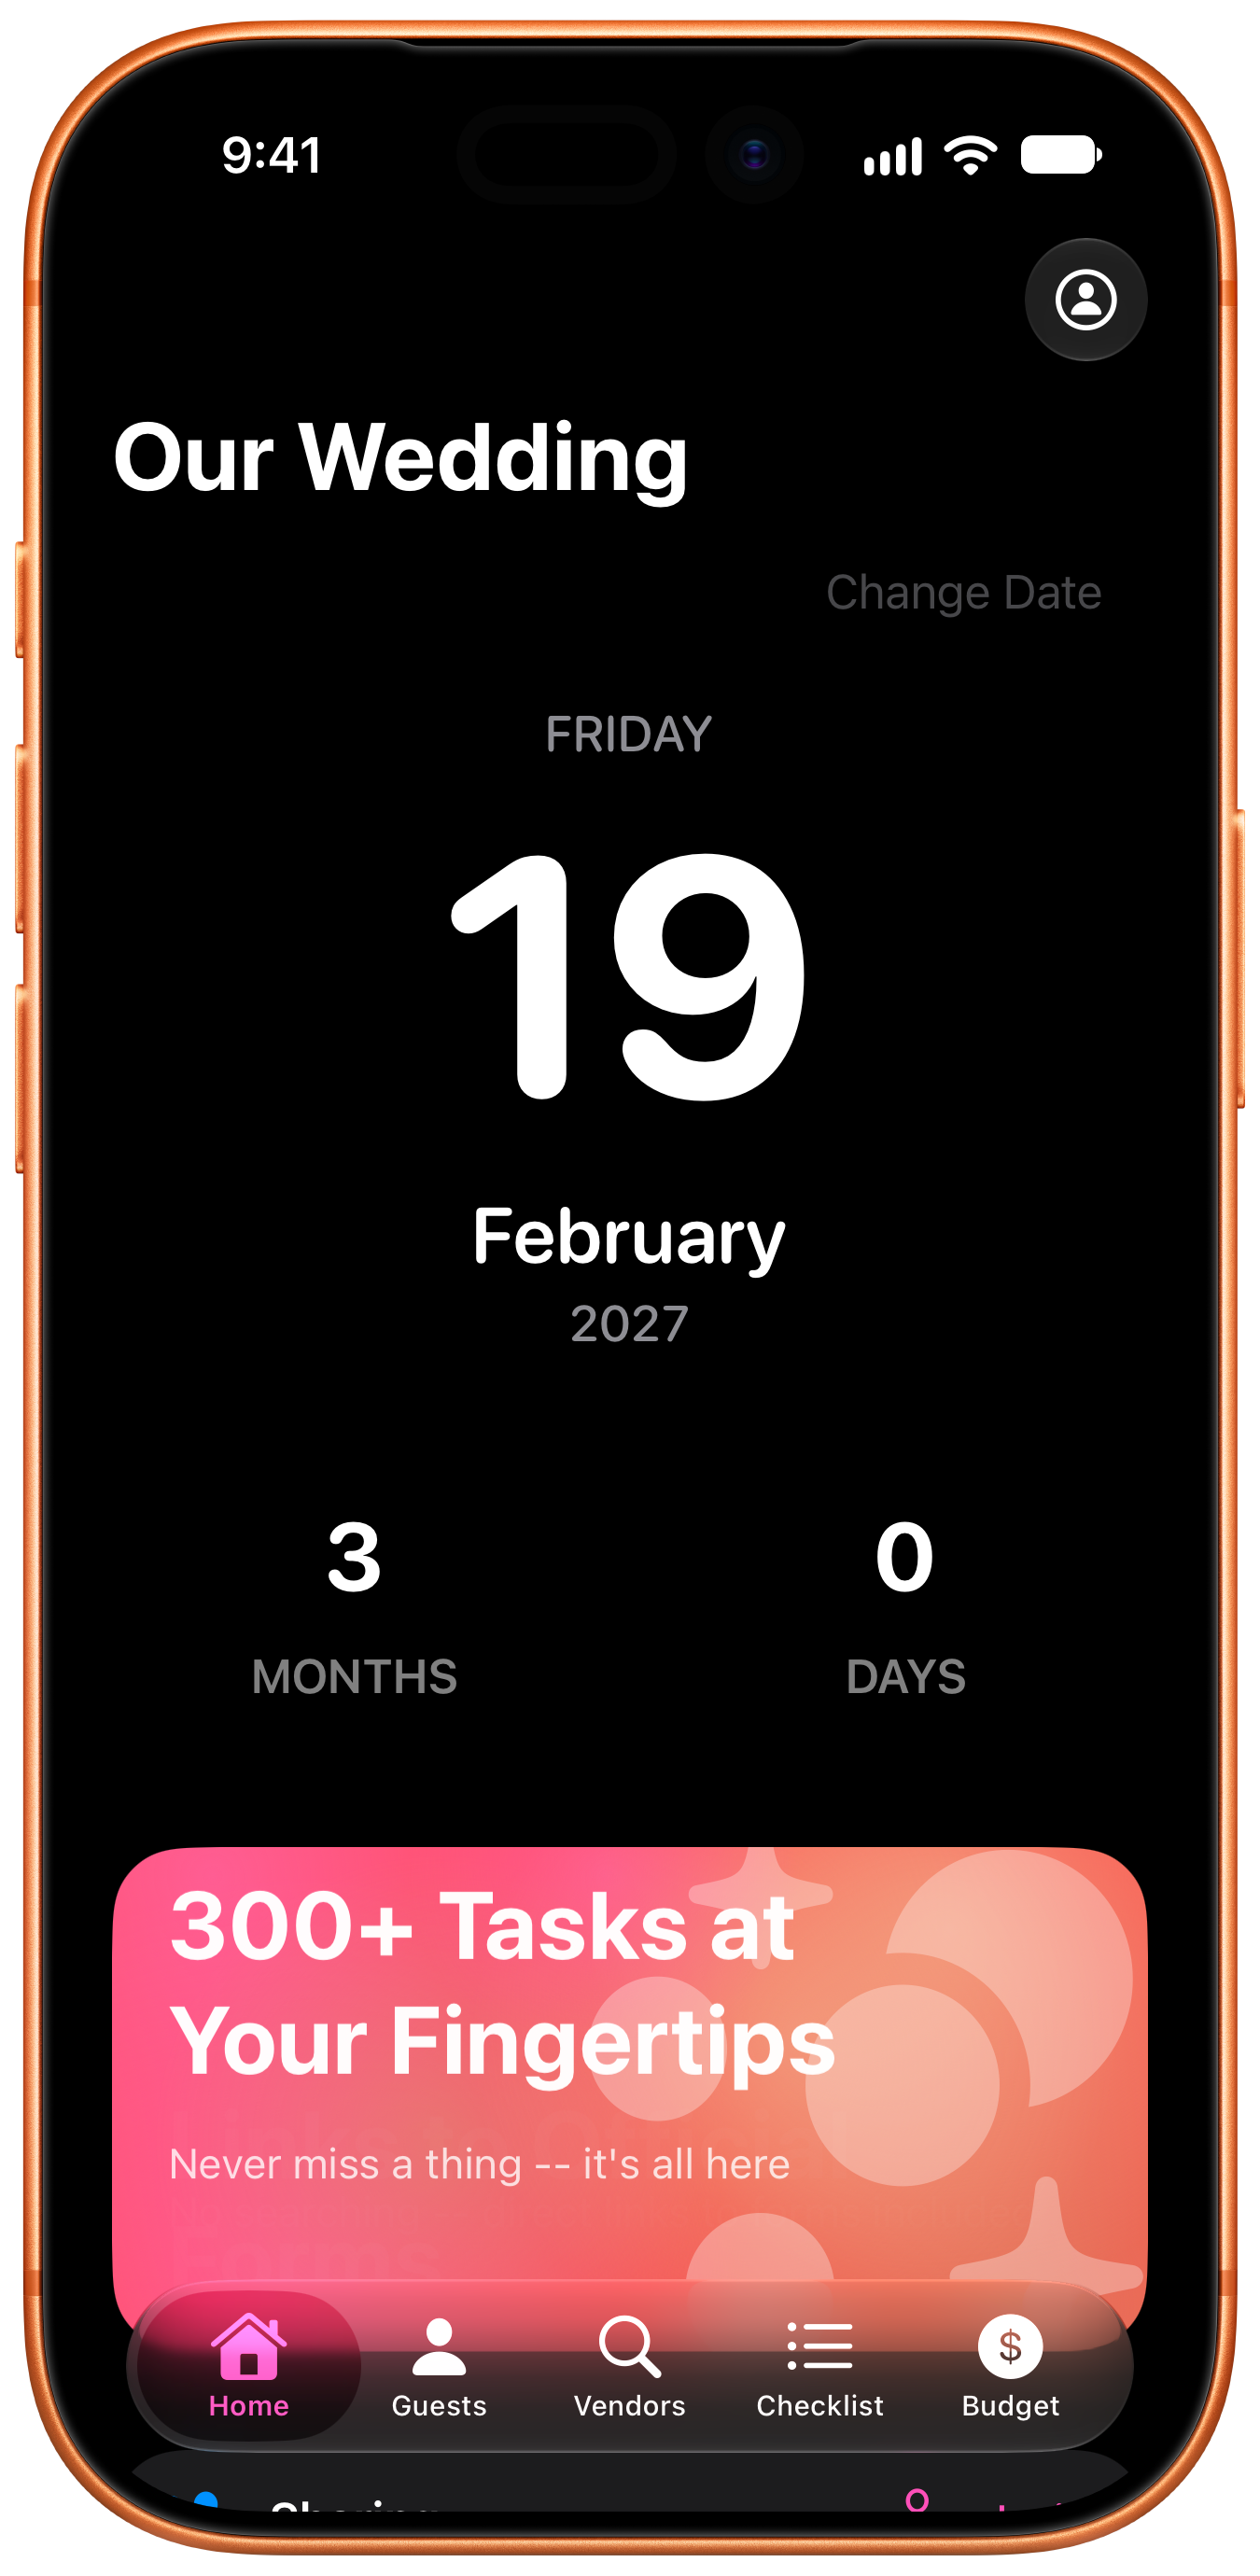 9:41
Our Wedding
Change Date
FRIDAY
19
February
2027
3
0
MONTHS
DAYS
300+ Tasks at
Your Fingertips
Never miss a thing -- it's all here
Home
Guests
Vendors
Checklist
Budget